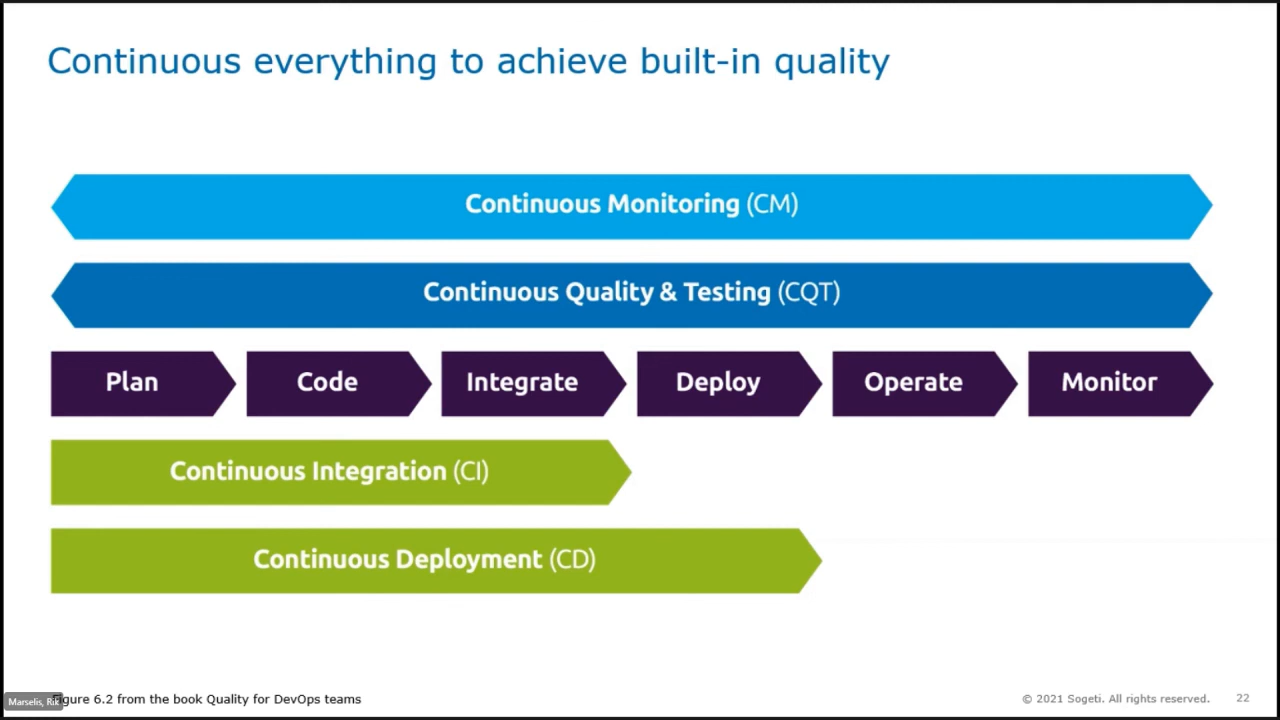 Continuous everything to achieve built-in quality
Continuous Monitoring (CM)
Continuous Quality & Testing (CQT)
Plan Code Integrate Deploy Operate Monitor
Continuous Integration (CI)
Continuous Deployment (CD)
Marselis, Rik
Figure 6.2 from the book Quality for DevOps teams
© 2021 Sogeti. All rights reserved. 22